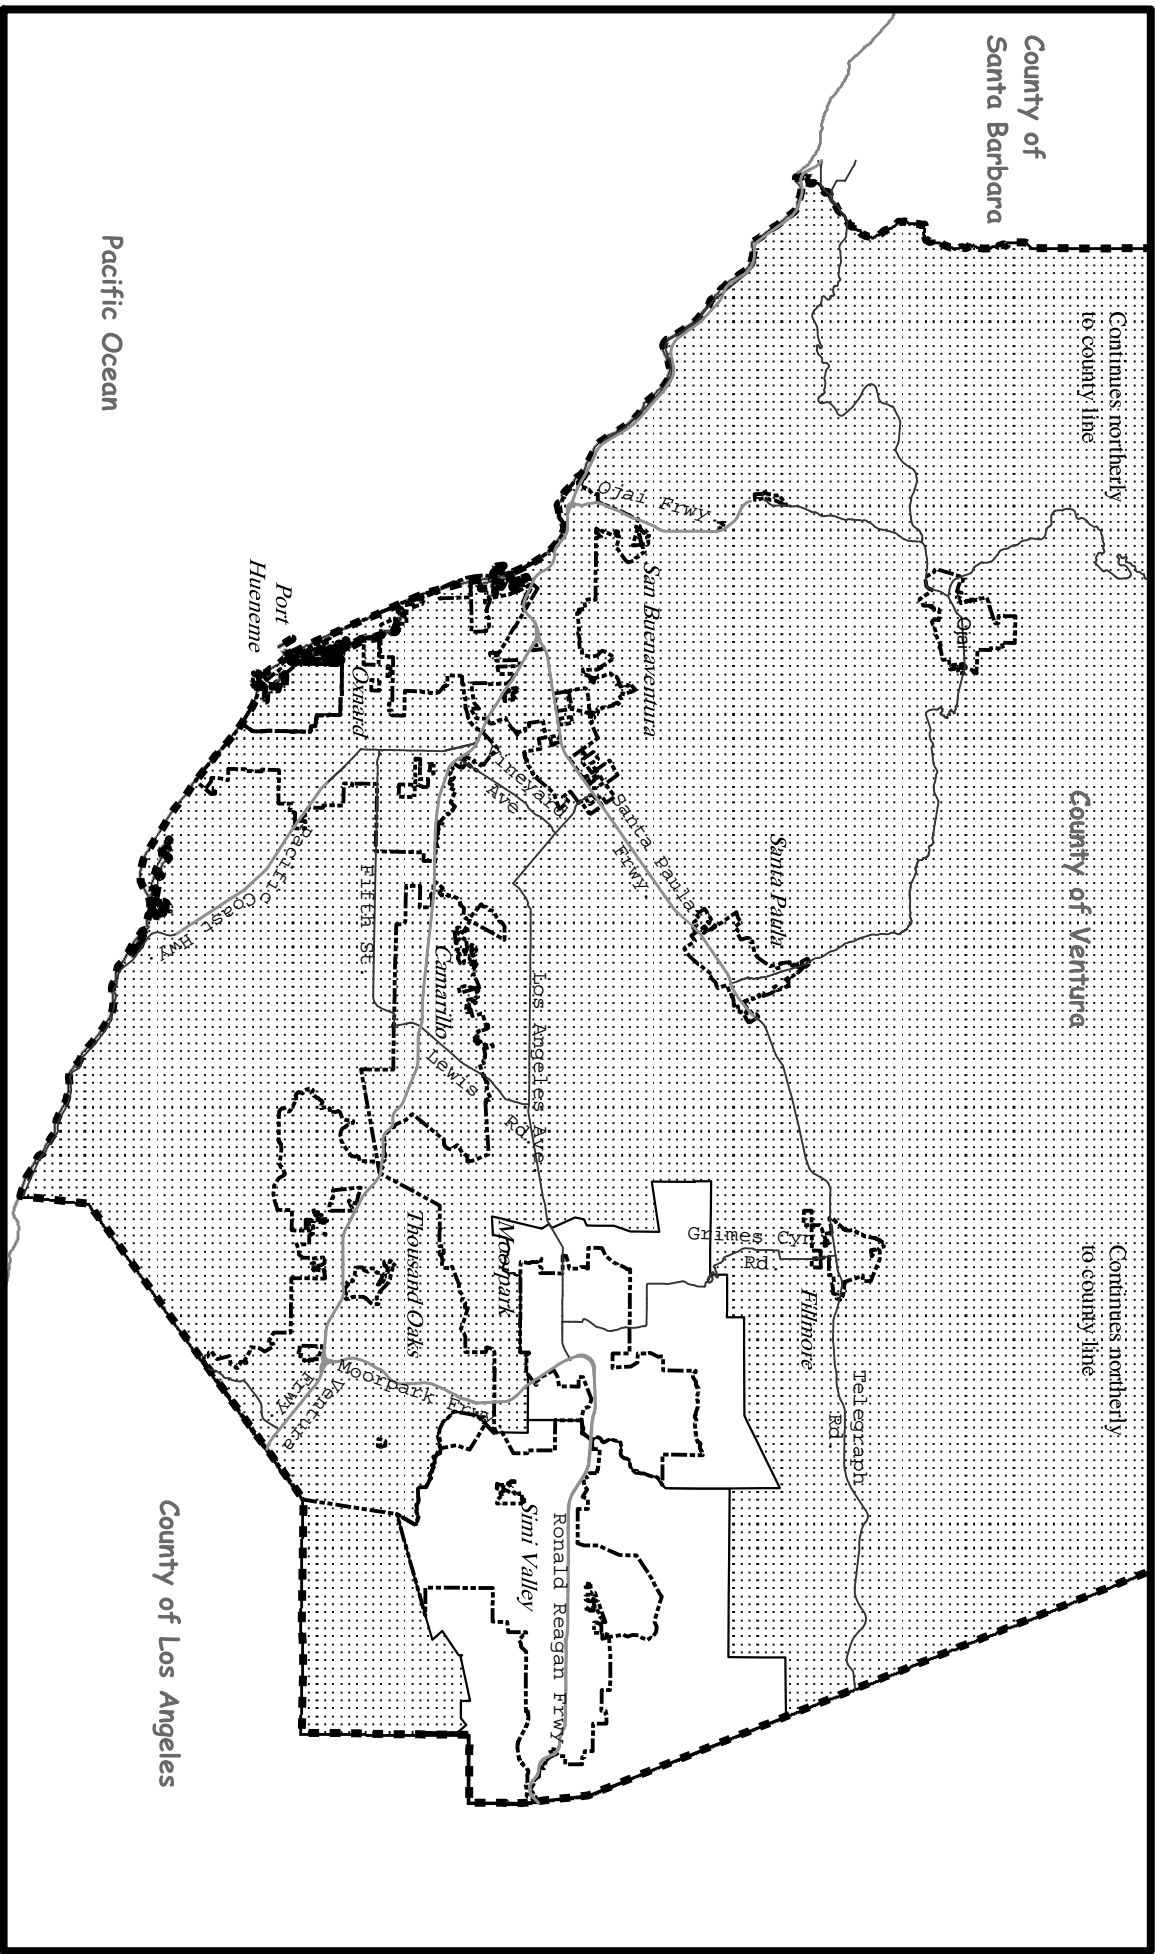 County of
Santa Barbara
Continues northerly
to county line
County of Ventura
Continues northerly
to county line
Pacific Ocean
Ojai Frwy.
Ojai
San Buenaventura
Port
Hueneme
Oxnard
Vineyard
Ave.
Santa Paula
Frwy.
Santa Paula
Pacific Coast Hwy.
Fifth St.
Camarillo
Los Angeles Ave.
Lewis
Rd.
Grimes Cyn
Rd.
Fillmore
Telegraph
Rd.
Moorpark
Thousand Oaks
Moorpark Frwy
Ventura
Frwy.
Simi Valley
Ronald Reagan Frwy
County of Los Angeles